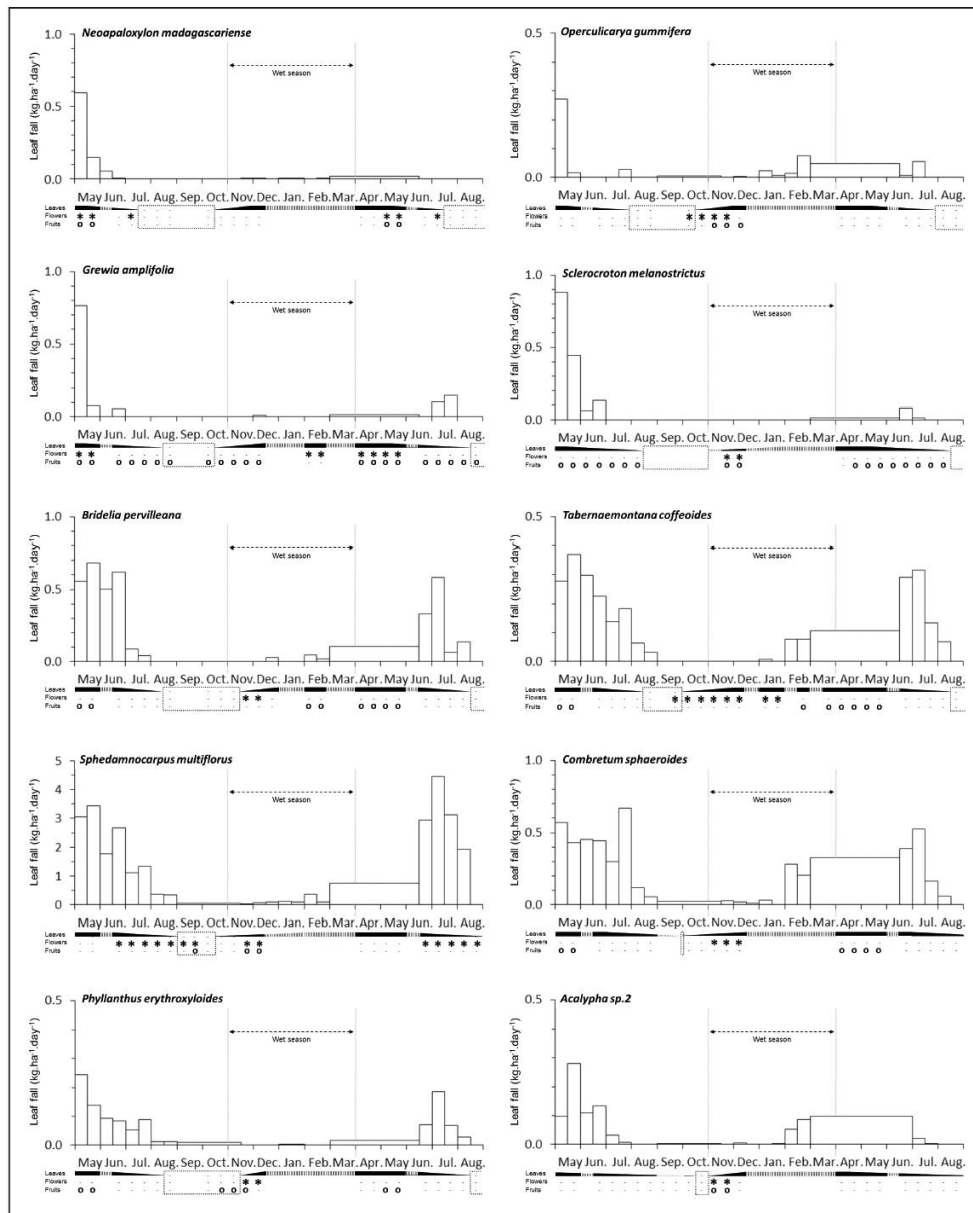 Neoapaloxylon madagascariense
1.0
Wet season
Leaf fall (kg.ha⁻¹.day⁻¹)
0.5
0.0
May Jun. Jul. Aug. Sep. Oct. Nov. Dec. Jan. Feb. Mar. Apr. May Jun. Jul. Aug.
Leaves
Flowers
Fruits
Operculicarya gummifera
0.5
Wet season
Leaf fall (kg.ha⁻¹.day⁻¹)
0.0
May Jun. Jul. Aug. Sep. Oct. Nov. Dec. Jan. Feb. Mar. Apr. May Jun. Jul. Aug.
Leaves
Flowers
Fruits
Grewia amplifolia
1.0
Wet season
Leaf fall (kg.ha⁻¹.day⁻¹)
0.5
0.0
May Jun. Jul. Aug. Sep. Oct. Nov. Dec. Jan. Feb. Mar. Apr. May Jun. Jul. Aug.
Leaves
Flowers
Fruits
Sclerocroton melanostrictus
1.0
Wet season
Leaf fall (kg.ha⁻¹.day⁻¹)
0.5
0.0
May Jun. Jul. Aug. Sep. Oct. Nov. Dec. Jan. Feb. Mar. Apr. May Jun. Jul. Aug.
Leaves
Flowers
Fruits
Bridelia pervilleana
1.0
Wet season
Leaf fall (kg.ha⁻¹.day⁻¹)
0.5
0.0
May Jun. Jul. Aug. Sep. Oct. Nov. Dec. Jan. Feb. Mar. Apr. May Jun. Jul. Aug.
Leaves
Flowers
Fruits
Tabernaemontana coffeoides
0.5
Wet season
Leaf fall (kg.ha⁻¹.day⁻¹)
0.0
May Jun. Jul. Aug. Sep. Oct. Nov. Dec. Jan. Feb. Mar. Apr. May Jun. Jul. Aug.
Leaves
Flowers
Fruits
Sphedamnocarpus multiflorus
5
4
Wet season
Leaf fall (kg.ha⁻¹.day⁻¹)
3
2
1
0
May Jun. Jul. Aug. Sep. Oct. Nov. Dec. Jan. Feb. Mar. Apr. May Jun. Jul. Aug.
Leaves
Flowers
Fruits
Combretum sphaeroides
1.0
Wet season
Leaf fall (kg.ha⁻¹.day⁻¹)
0.5
0.0
May Jun. Jul. Aug. Sep. Oct. Nov. Dec. Jan. Feb. Mar. Apr. May Jun. Jul. Aug.
Leaves
Flowers
Fruits
Phyllanthus erythroxyloides
0.5
Wet season
Leaf fall (kg.ha⁻¹.day⁻¹)
0.0
May Jun. Jul. Aug. Sep. Oct. Nov. Dec. Jan. Feb. Mar. Apr. May Jun. Jul. Aug.
Leaves
Flowers
Fruits
Acalypha sp.2
0.5
Wet season
Leaf fall (kg.ha⁻¹.day⁻¹)
0.0
May Jun. Jul. Aug. Sep. Oct. Nov. Dec. Jan. Feb. Mar. Apr. May Jun. Jul. Aug.
Leaves
Flowers
Fruits